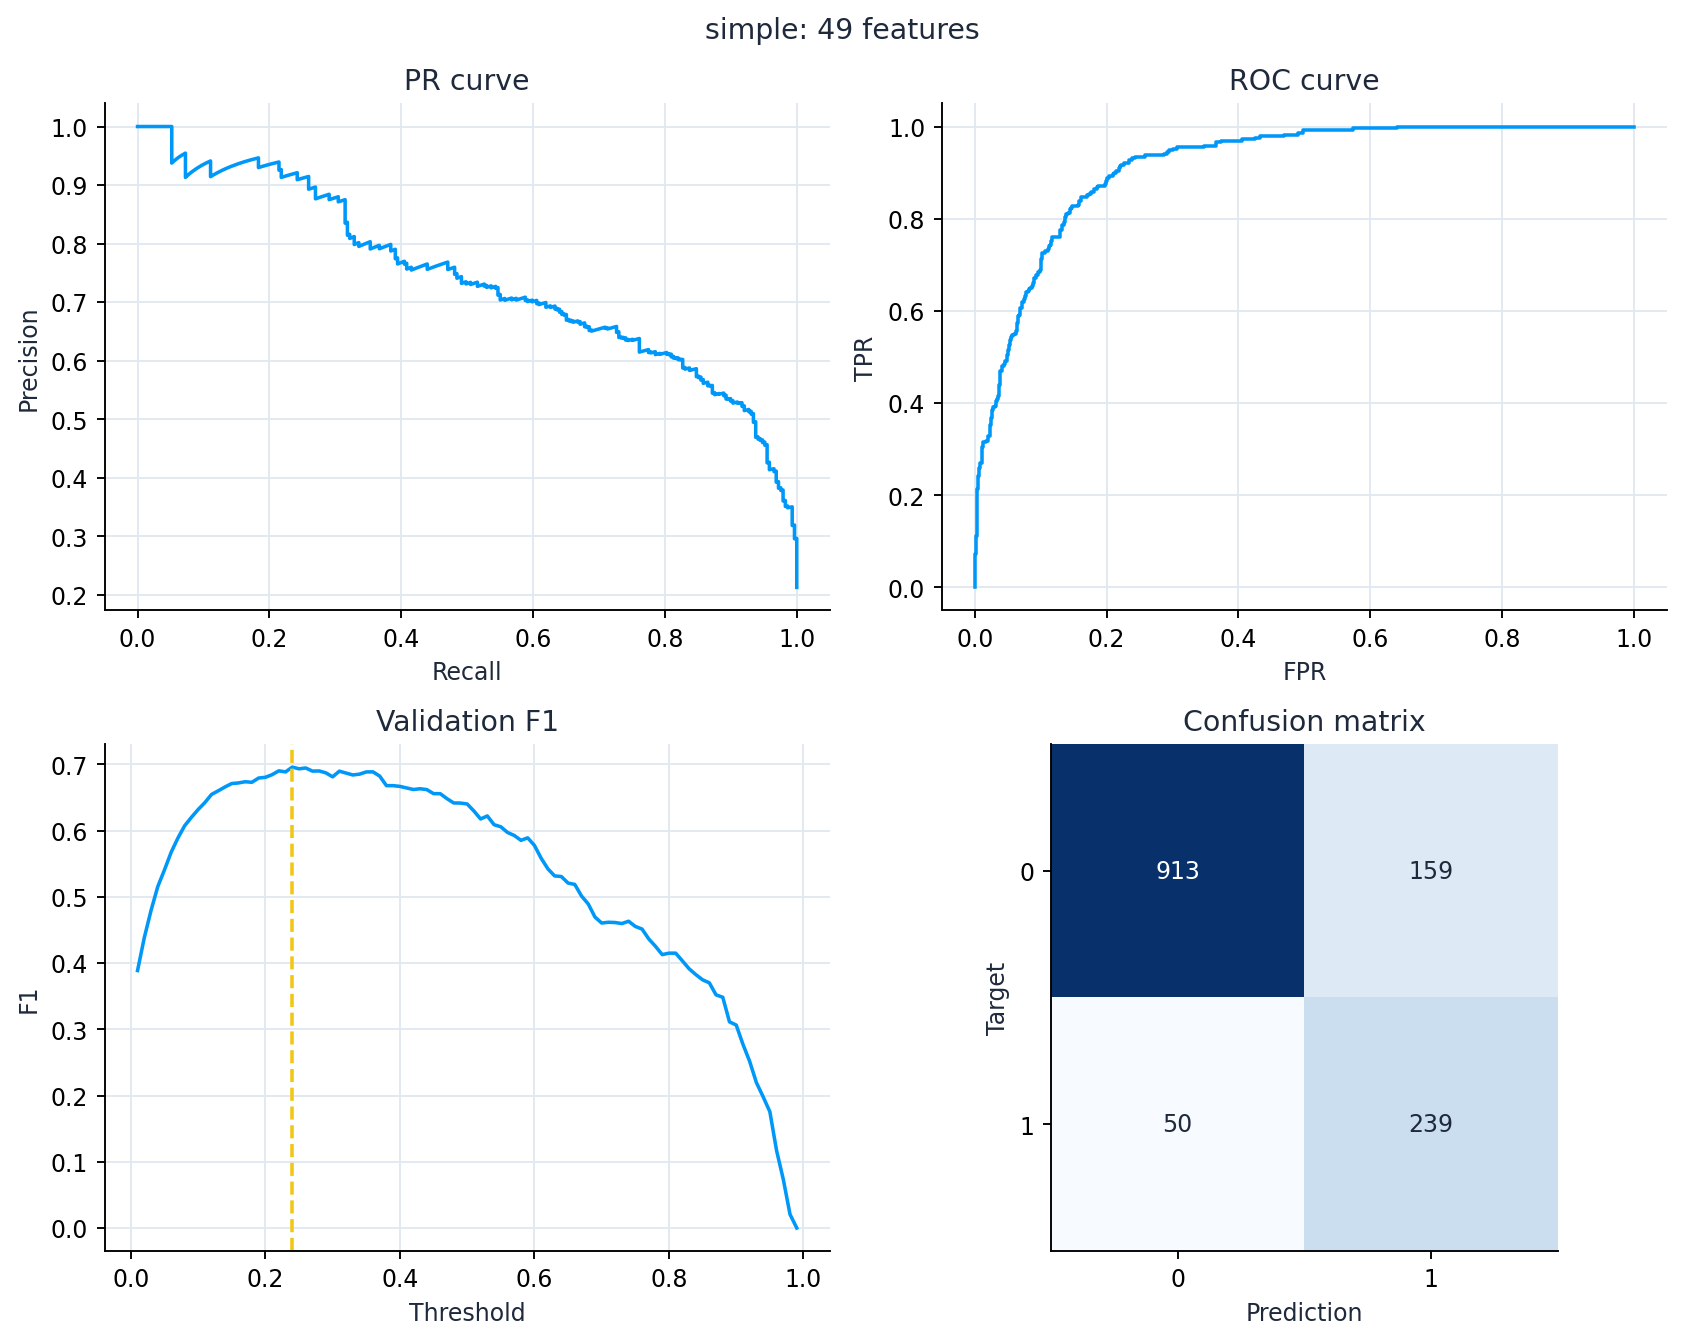 simple: 49 features
PR curve
1.0
0.9
0.8
0.7
0.6
0.5
0.4
0.3
0.2
Precision
0.0 0.2 0.4 0.6 0.8 1.0
Recall
ROC curve
1.0
0.8
0.6
0.4
0.2
0.0
TPR
0.0 0.2 0.4 0.6 0.8 1.0
FPR
Validation F1
0.7
0.6
0.5
0.4
0.3
0.2
0.1
0.0
F1
0.0 0.2 0.4 0.6 0.8 1.0
Threshold
Confusion matrix
0
1
Target
913 159
50 239
0 1
Prediction